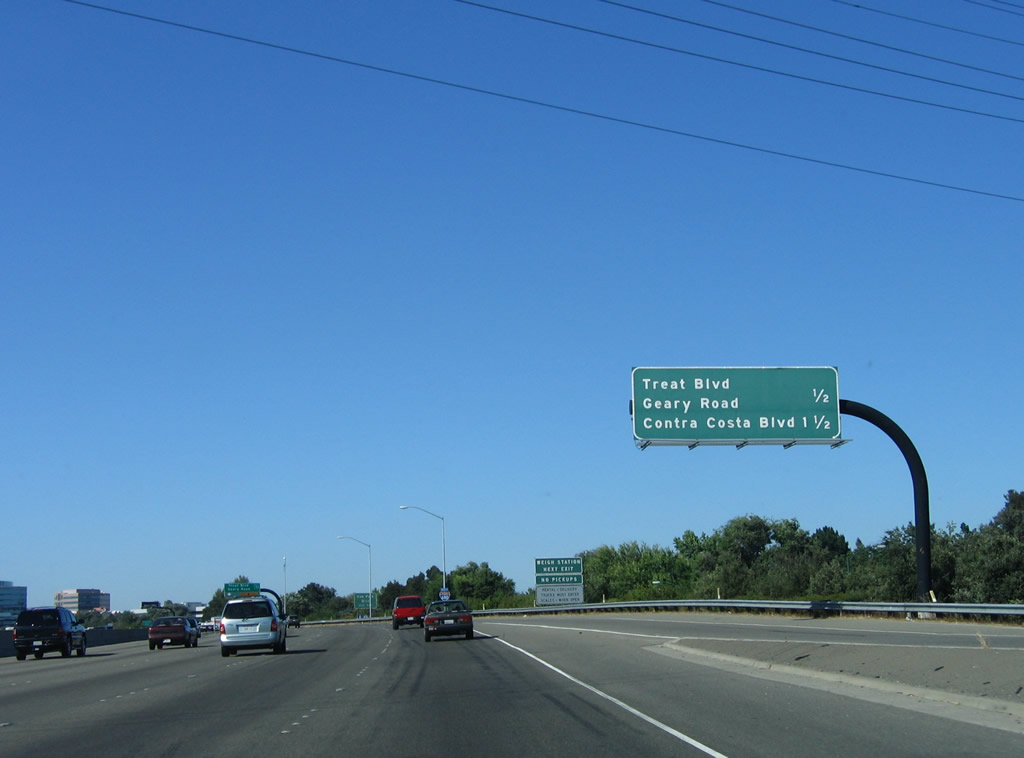 Treat Blvd
Geary Road 1/2
Contra Costa Blvd 1 1/2
WEIGH STATION
NEXT EXIT
NO PICKUPS